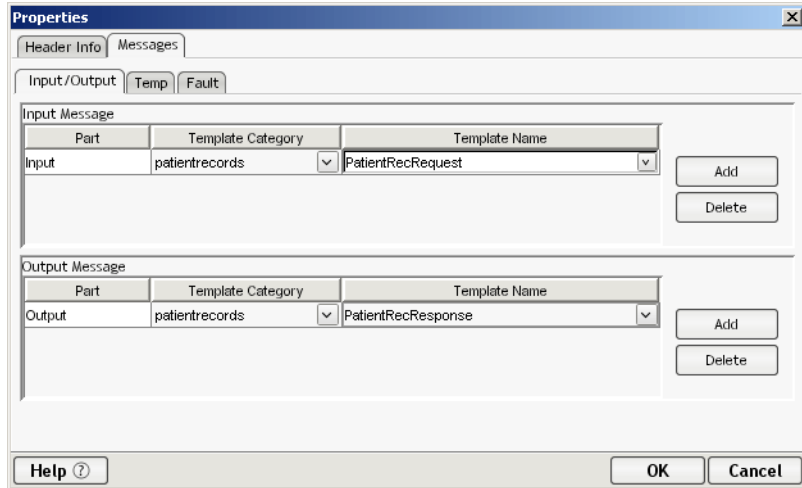 Properties
Header Info Messages
Input/Output Temp Fault
Input Message
Part Template Category Template Name
Input patientrecords PatientRecRequest
Add
Delete
Output Message
Part Template Category Template Name
Output patientrecords PatientRecResponse
Add
Delete
Help ? OK Cancel